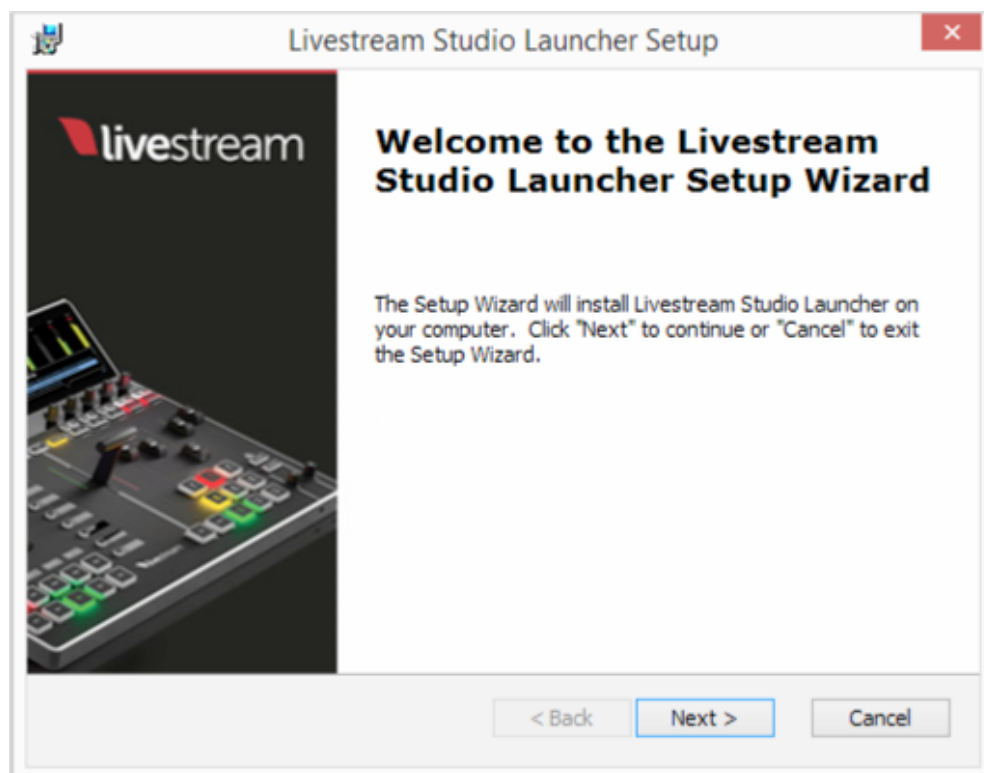 Livestream Studio Launcher Setup
livestream
Welcome to the Livestream
Studio Launcher Setup Wizard
The Setup Wizard will install Livestream Studio Launcher on
your computer. Click "Next" to continue or "Cancel" to exit
the Setup Wizard.
< Back Next > Cancel